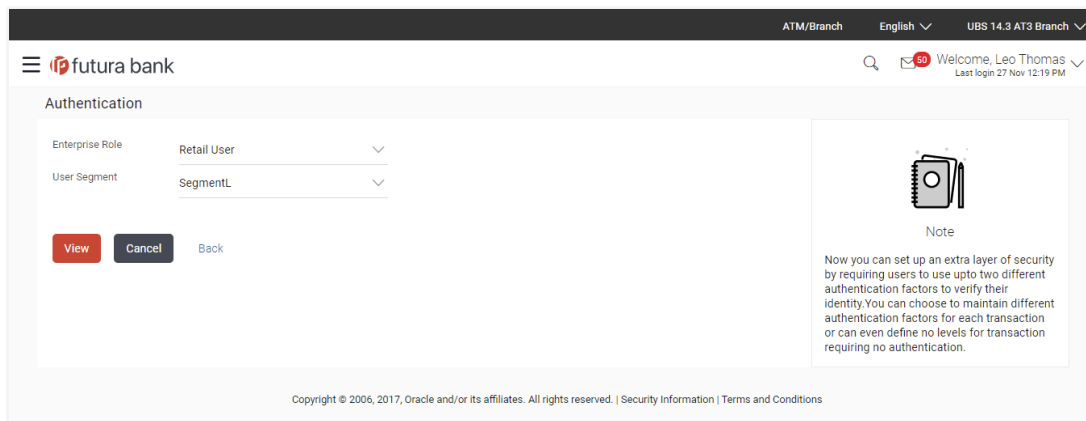 ATM/Branch English UBS 14.3 AT3 Branch
futura bank
50 Welcome, Leo Thomas
Last login 27 Nov 12:19 PM
Authentication
Enterprise Role Retail User
User Segment SegmentL
View Cancel Back
Note
Now you can set up an extra layer of security
by requiring users to use upto two different
authentication factors to verify their
identity.You can choose to maintain different
authentication factors for each transaction
or can even define no levels for transaction
requiring no authentication.
Copyright © 2006, 2017, Oracle and/or its affiliates. All rights reserved. | Security Information | Terms and Conditions